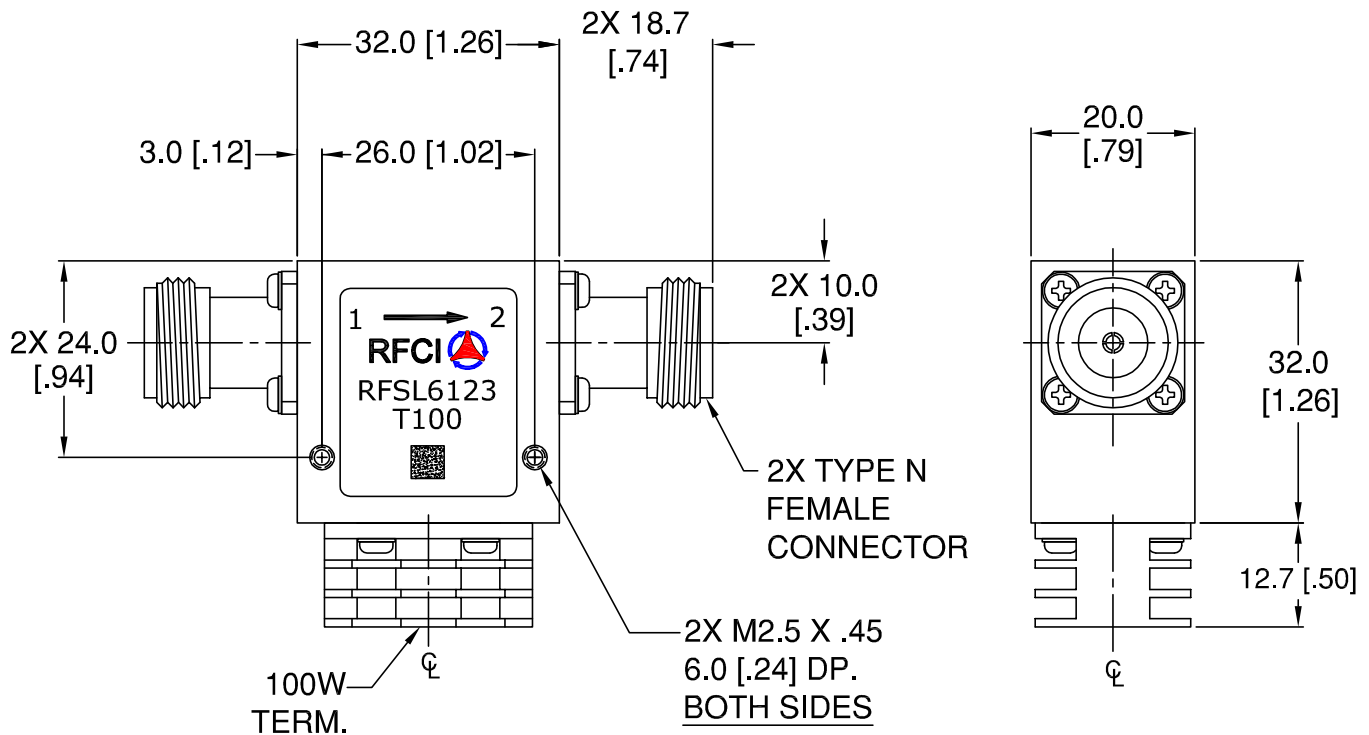 32.0 [1.26]
2X 18.7
[.74]
3.0 [.12]
26.0 [1.02]
20.0
[.79]
2X 24.0
[.94]
2X 10.0
[.39]
1 2
RFCI
RFSL6123
T100
32.0
[1.26]
2X TYPE N
FEMALE
CONNECTOR
12.7 [.50]
2X M2.5 X .45
6.0 [.24] DP.
BOTH SIDES
℄
℄
100W
TERM.